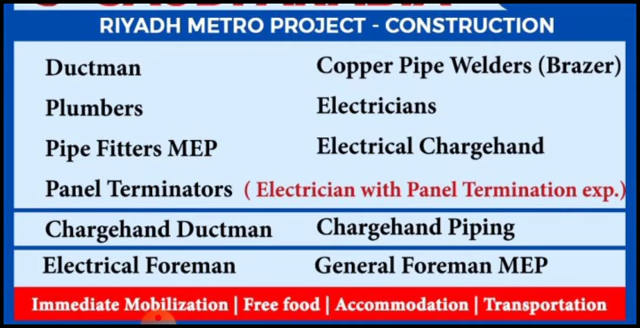 RIYADH METRO PROJECT - CONSTRUCTION
Ductman Copper Pipe Welders (Brazer)
Plumbers Electricians
Pipe Fitters MEP Electrical Chargehand
Panel Terminators ( Electrician with Panel Termination exp.)
Chargehand Ductman Chargehand Piping
Electrical Foreman General Foreman MEP
Immediate Mobilization | Free food | Accommodation | Transportation